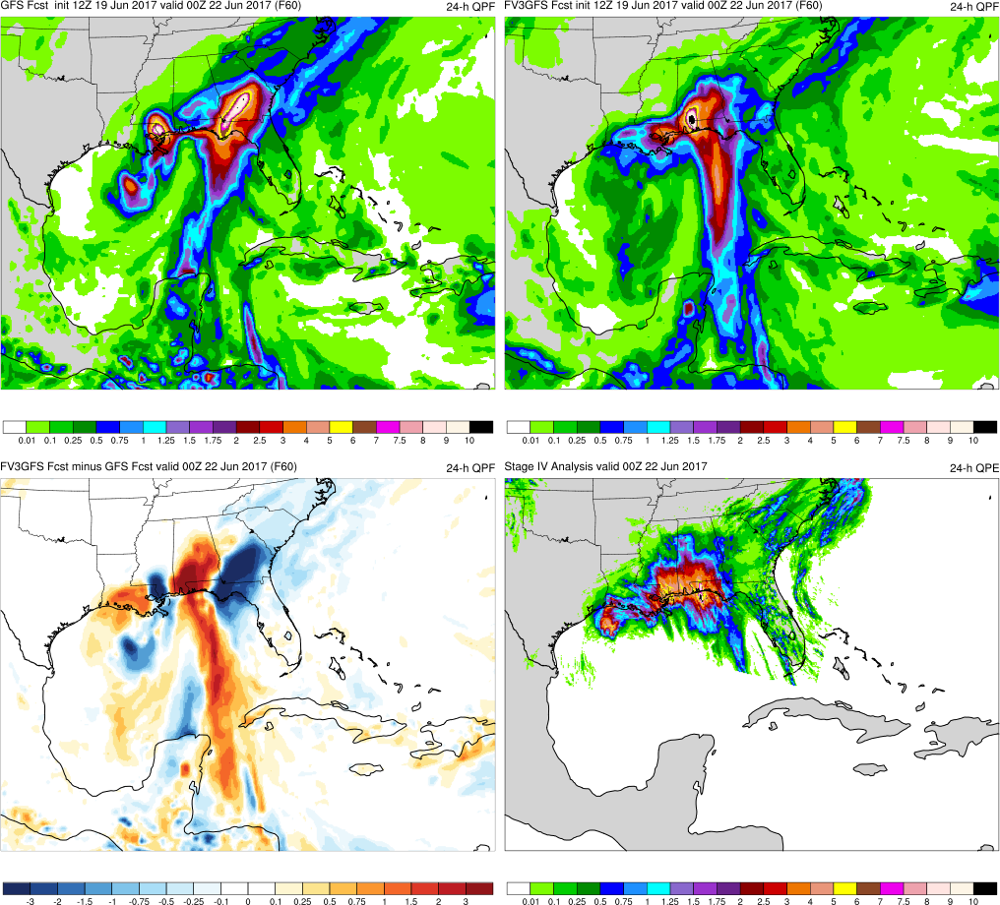 GFS Fcst init 12Z 19 Jun 2017 valid 00Z 22 Jun 2017 (F60) 24-h QPF
FV3GFS Fcst init 12Z 19 Jun 2017 valid 00Z 22 Jun 2017 (F60) 24-h QPF
0.01 0.1 0.25 0.5 0.75 1 1.25 1.5 1.75 2 2.5 3 4 5 6 7 7.5 8 9 10
0.01 0.1 0.25 0.5 0.75 1 1.25 1.5 1.75 2 2.5 3 4 5 6 7 7.5 8 9 10
FV3GFS Fcst minus GFS Fcst valid 00Z 22 Jun 2017 (F60) 24-h QPF
Stage IV Analysis valid 00Z 22 Jun 2017 24-h QPE
-3 -2 -1.5 -1 -0.75 -0.5 -0.25 -0.1 0 0.1 0.25 0.5 0.75 1 1.5 2 3
0.01 0.1 0.25 0.5 0.75 1 1.25 1.5 1.75 2 2.5 3 4 5 6 7 7.5 8 9 10